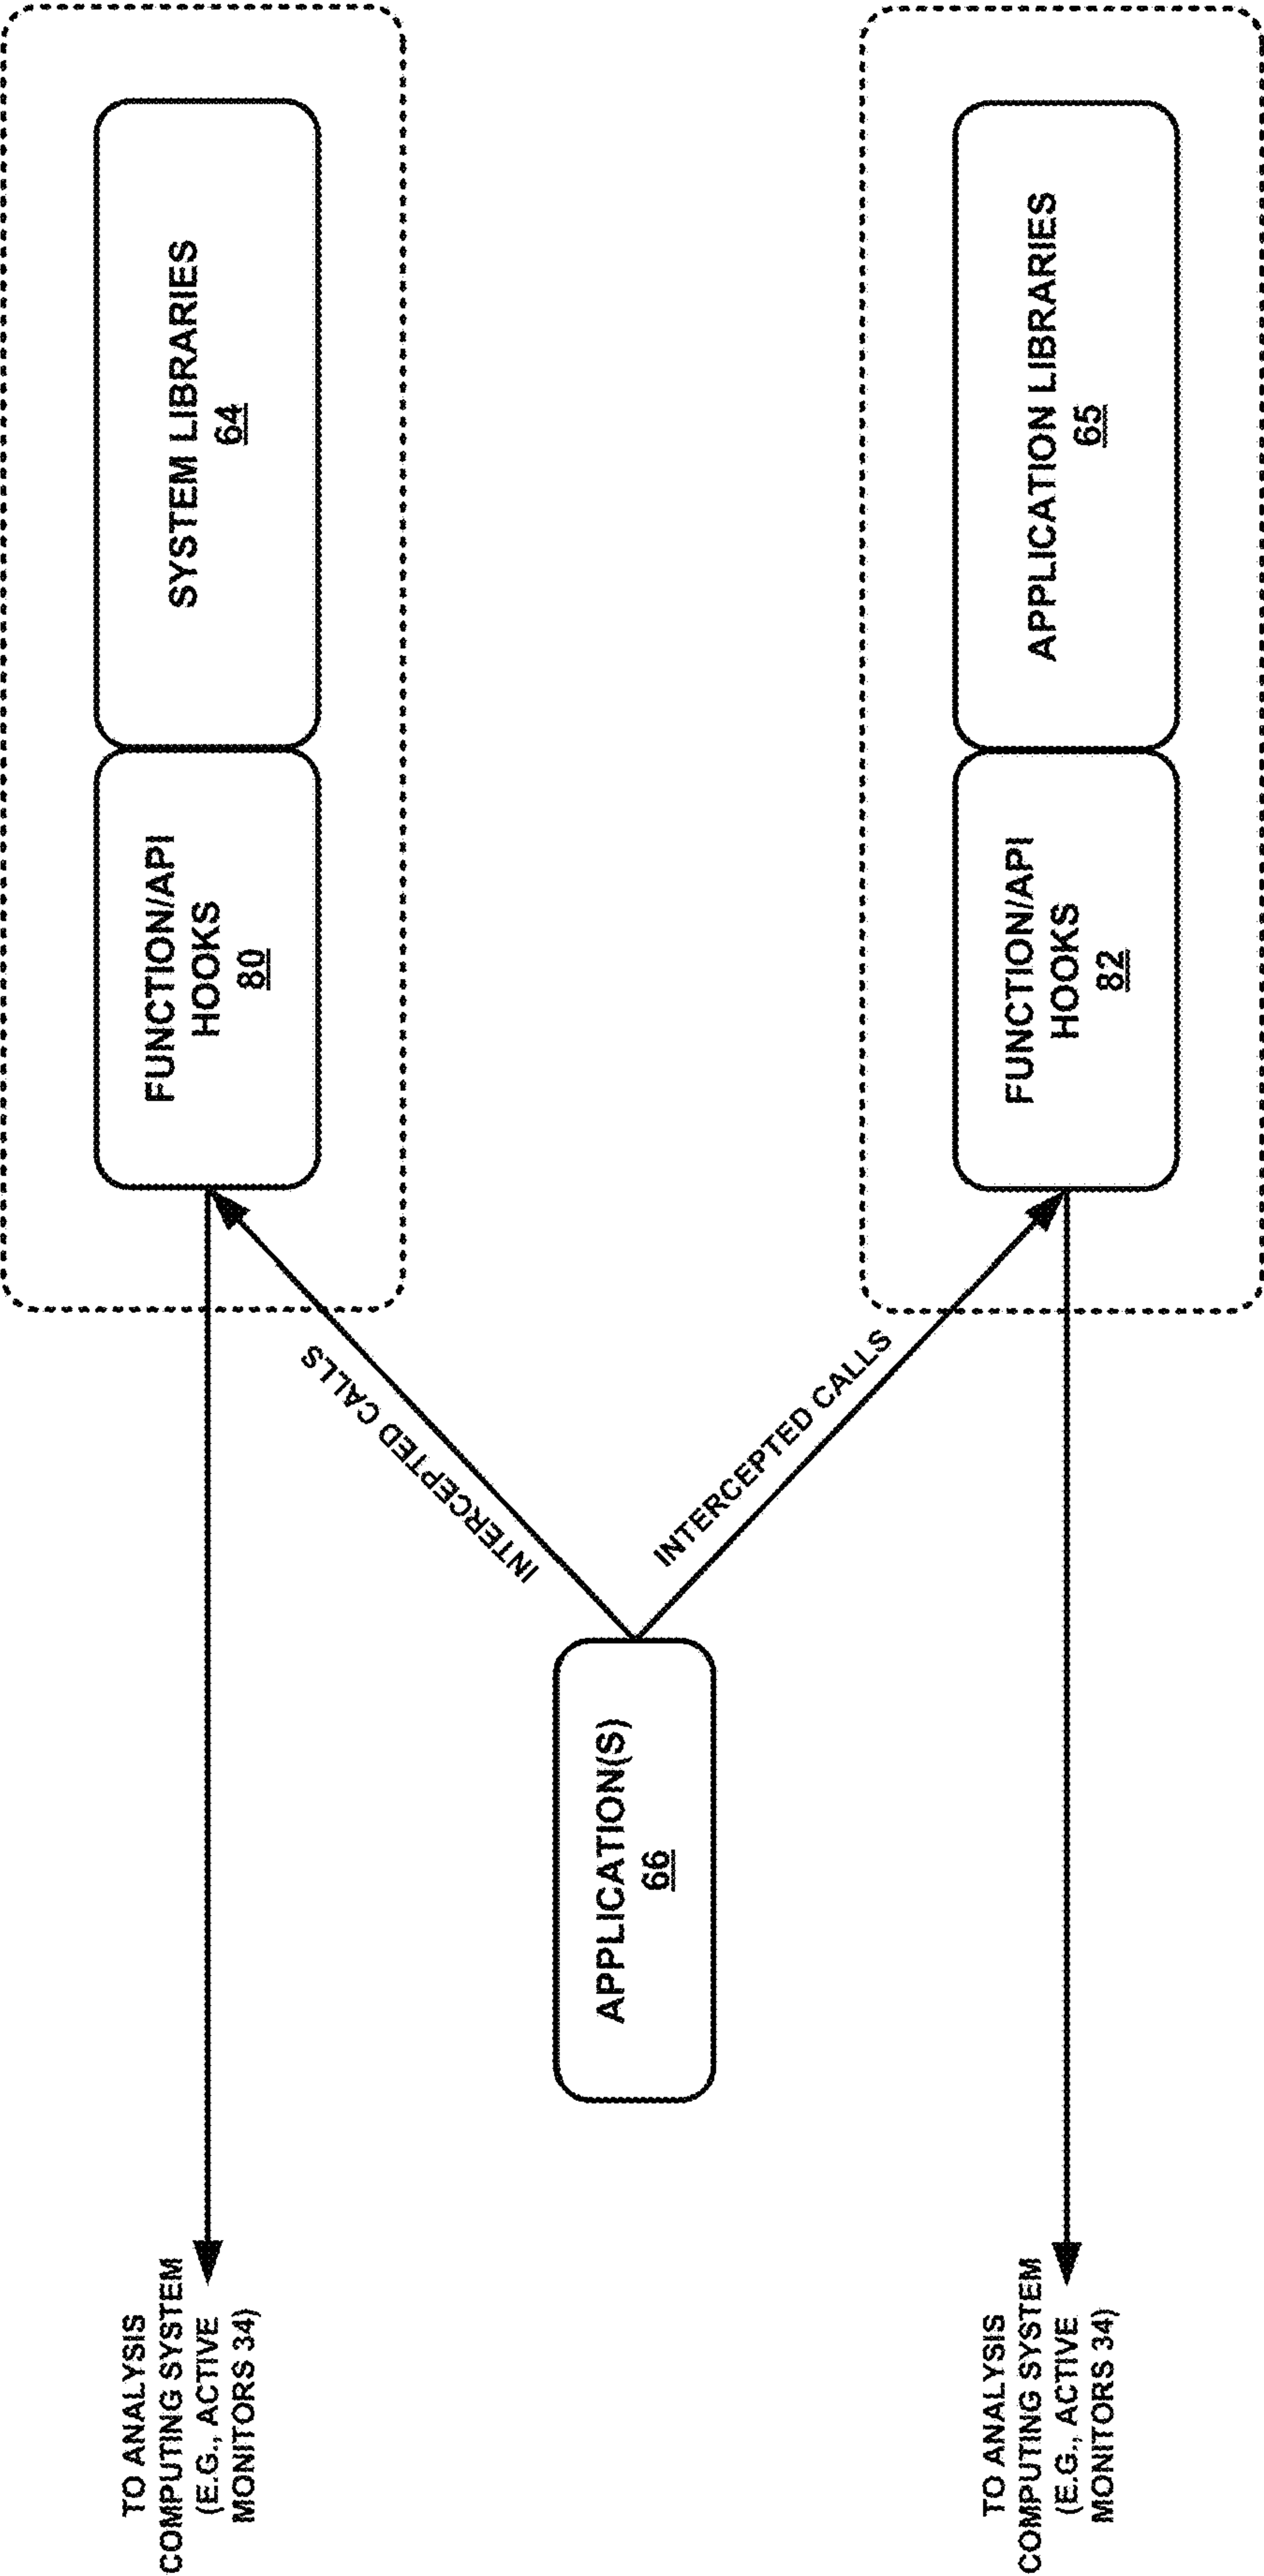 TO ANALYSIS
COMPUTING SYSTEM
(E.G., ACTIVE
MONITORS 34)
FUNCTION/API
HOOKS
80
SYSTEM LIBRARIES
64
INTERCEPTED CALLS
APPLICATION(S)
66
INTERCEPTED CALLS
TO ANALYSIS
COMPUTING SYSTEM
(E.G., ACTIVE
MONITORS 34)
FUNCTION/API
HOOKS
82
APPLICATION LIBRARIES
65